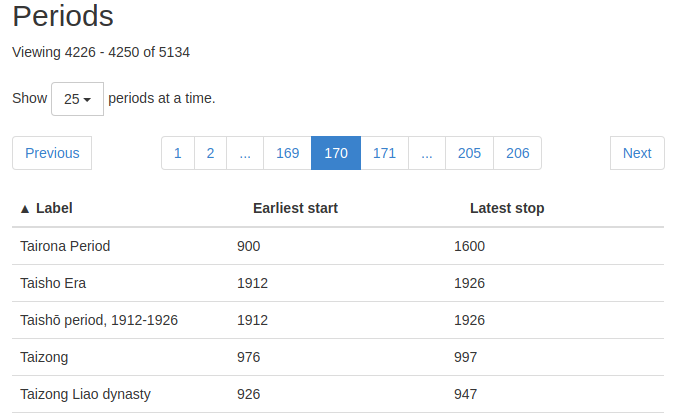 Periods
Viewing 4226 - 4250 of 5134
Show 25 periods at a time.
Previous 1 2 ... 169 170 171 ... 205 206 Next
▲ Label Earliest start Latest stop
Tairona Period 900 1600
Taisho Era 1912 1926
Taishō period, 1912-1926 1912 1926
Taizong 976 997
Taizong Liao dynasty 926 947